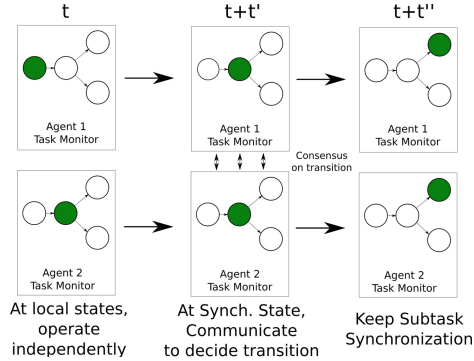 t
t+t'
t+t''
Agent 1
Task Monitor
Agent 1
Task Monitor
Agent 1
Task Monitor
Consensus
on transition
Agent 2
Task Monitor
Agent 2
Task Monitor
Agent 2
Task Monitor
At local states,
operate
independently
At Synch. State,
Communicate
to decide transition
Keep Subtask
Synchronization